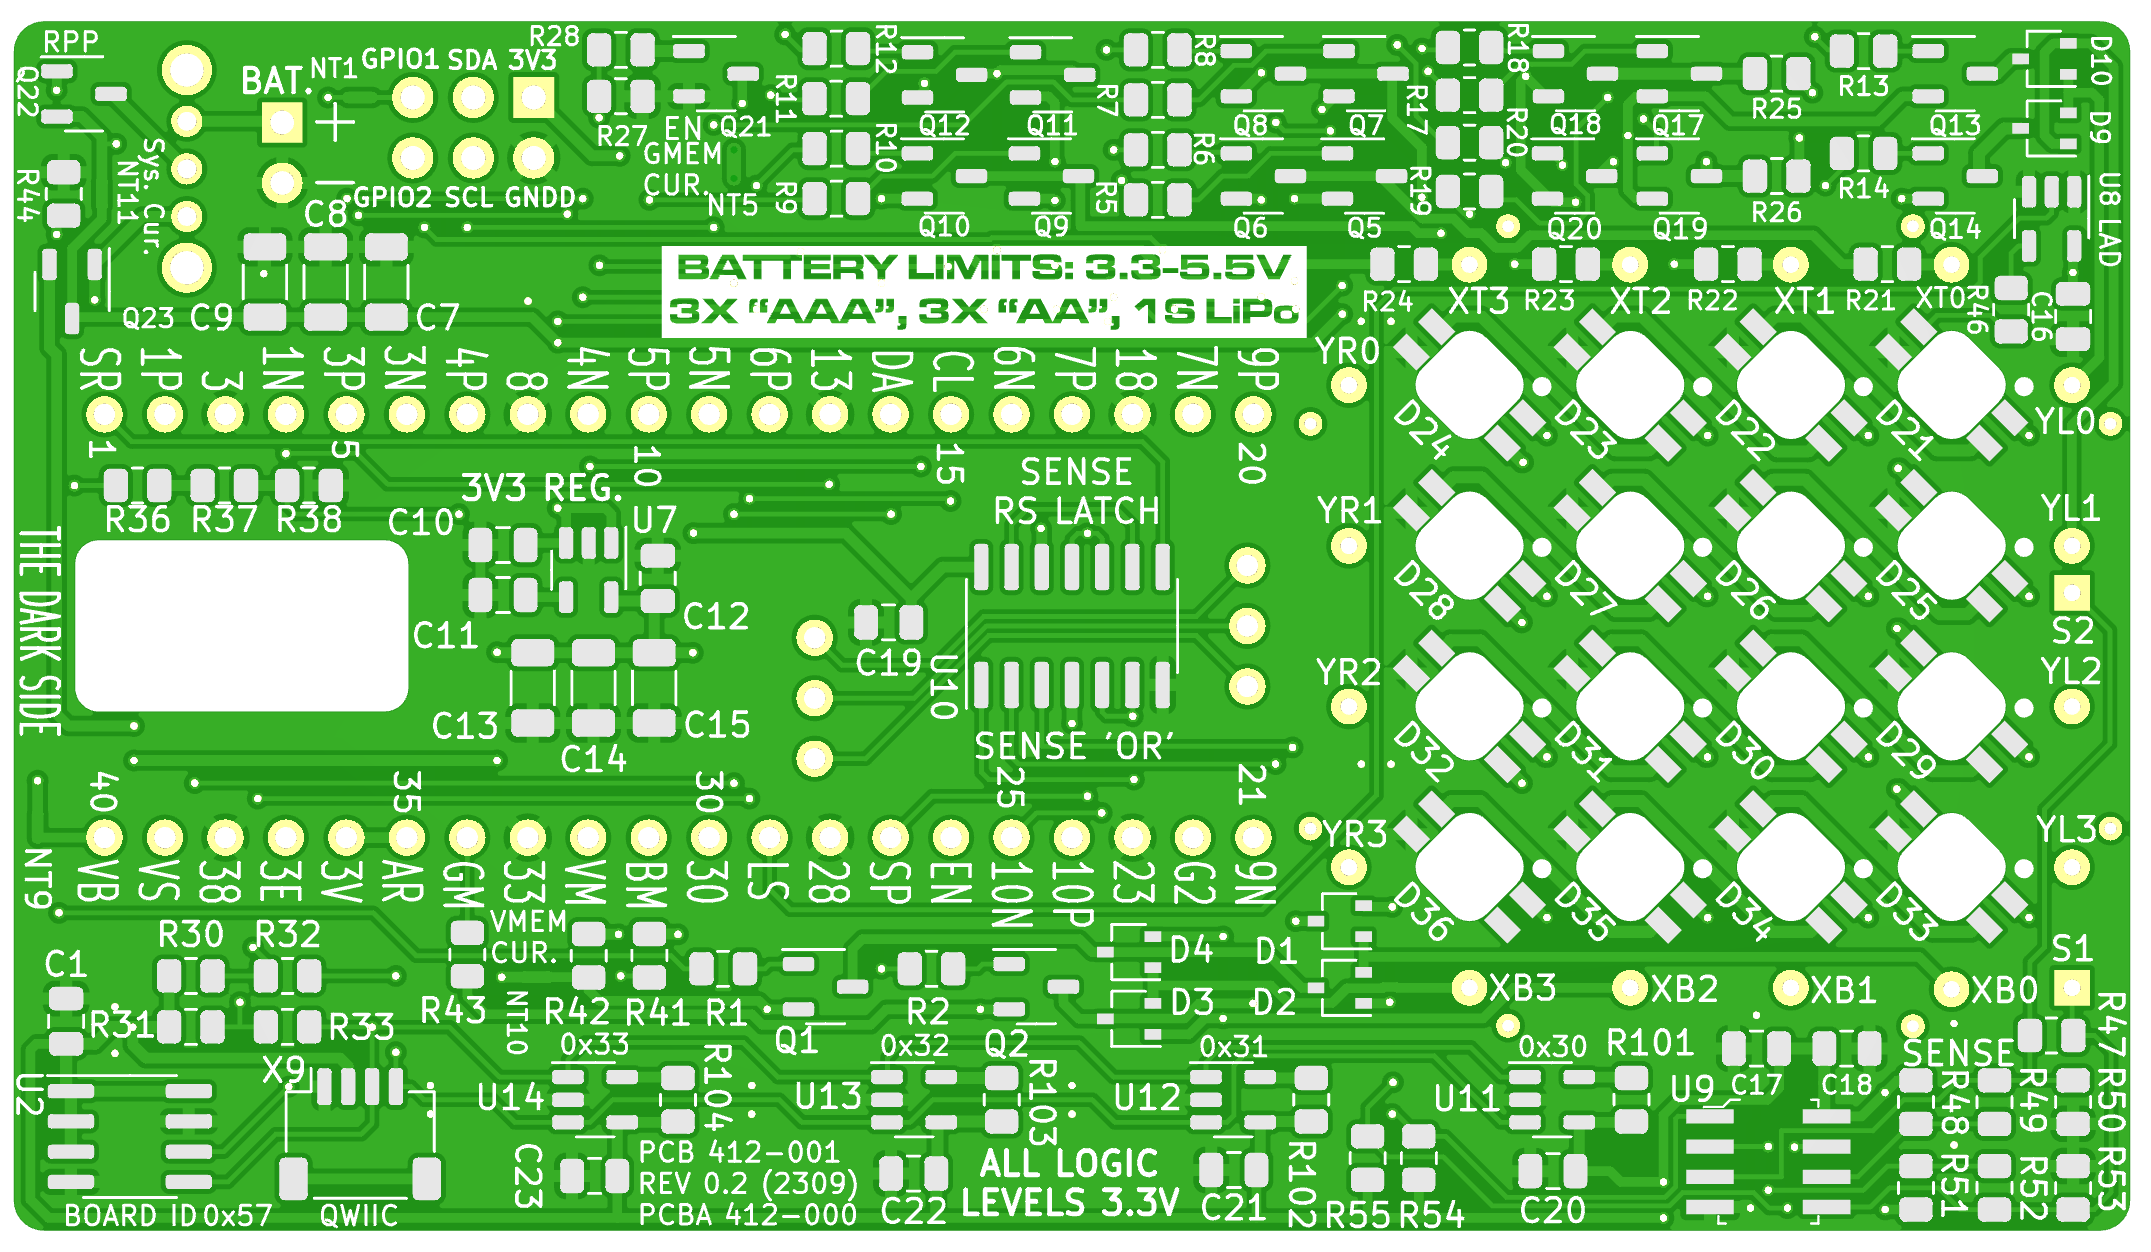 RPP
Q22
BAT.
NT1
GPIO1 SDA 3V3
GPIO2 SCL GNDD
+
−
Sys. Cur.
NT11
R44
Q23
C8
C9
C7
R28
R27
Q21
EN
GMEM
CUR.
NT5
R12
R11
R10
R9
Q12
Q11
Q10
Q9
R8
R7
R6
R5
Q8
Q7
Q6
Q5
R18
R17
R20
R19
Q18
Q17
Q20
Q19
R25
R26
R13
R14
Q13
Q14
D10
D9
U8 LAD
BATTERY LIMITS: 3.3-5.5V
3X “AAA”, 3X “AA”, 1S LiPo
R24
XT3
R23
XT2
R22
XT1
R21
XT0
R46
C16
SR
1P
3
1N
3P
3N
4P
8
4N
5P
5N
6P
13
DA
CL
6N
7P
18
7N
9P
1
5
10
15
20
YR0
D24
D23
D22
D21
YL0
R36
R37
R38
3V3 REG.
C10
U7
C11
C12
C13
C14
C15
THE DARK SIDE
SENSE
RS LATCH
C19
U10
SENSE 'OR'
YR1
D28
D27
D26
D25
YL1
S2
YR2
D32
D31
D30
D29
YL2
YR3
D36
D35
D34
D33
YL3
40
35
30
25
21
VB
VS
38
3E
3V
AR
GM
33
VM
BM
30
LS
28
SP
EN
10N
10P
23
G2
9N
NT9
C1
R30
R32
R31
R33
X9
U2
BOARD ID 0x57
QWIIC
VMEM
CUR.
R43
NT10
R42
R41
R1
Q1
R2
Q2
D4
D3
D1
D2
XB3
XB2
XB1
XB0
S1
R47
0x33
U14
R104
C23
0x32
U13
R103
C22
0x31
U12
R102
C21
0x30
U11
R101
C20
PCB 412-001
REV 0.2 (2309)
PCBA 412-000
ALL LOGIC
LEVELS 3.3V
R55
R54
U9
C17
C18
SENSE
R48
R49
R50
R51
R52
R53